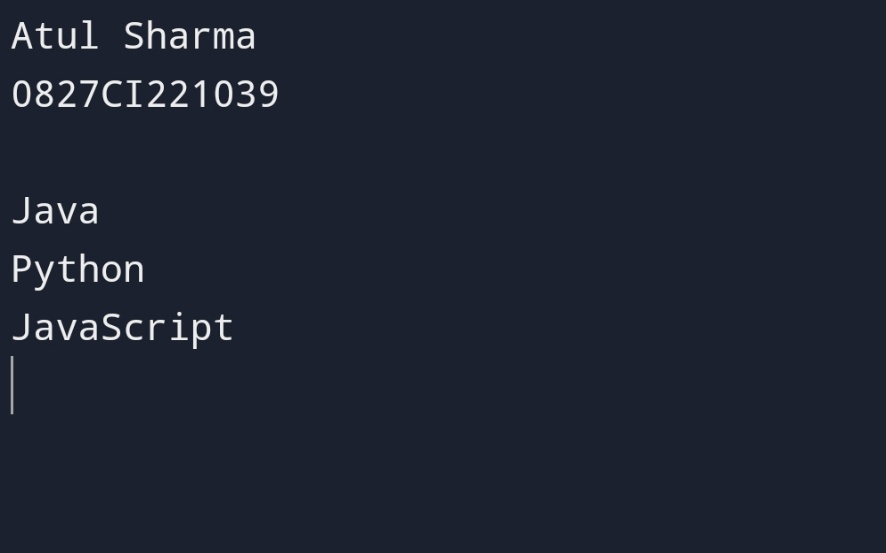 Atul Sharma
0827CI221039
Java
Python
JavaScript